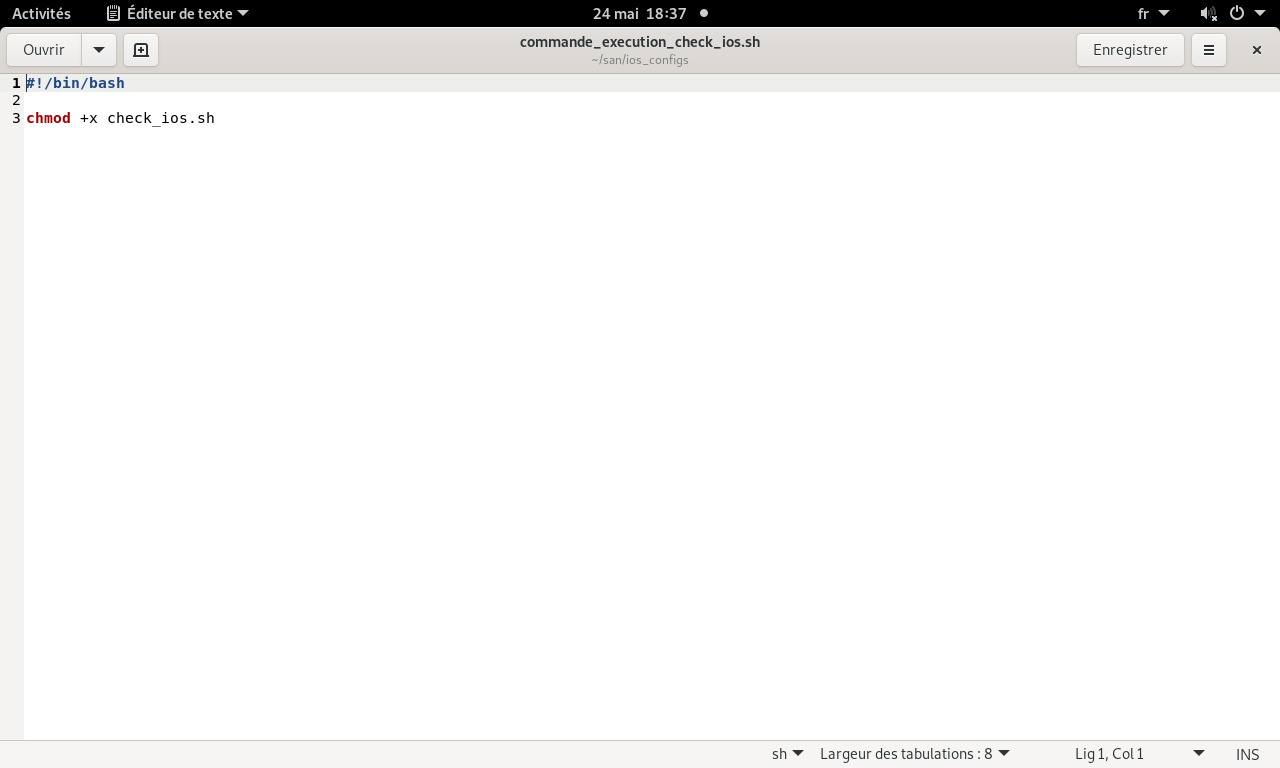 Activités Éditeur de texte 24 mai 18:37 fr
Ouvrir commande_execution_check_ios.sh Enregistrer
~/san/ios_configs
1 #!/bin/bash
2
3 chmod +x check_ios.sh
sh Largeur des tabulations : 8 Lig 1, Col 1 INS